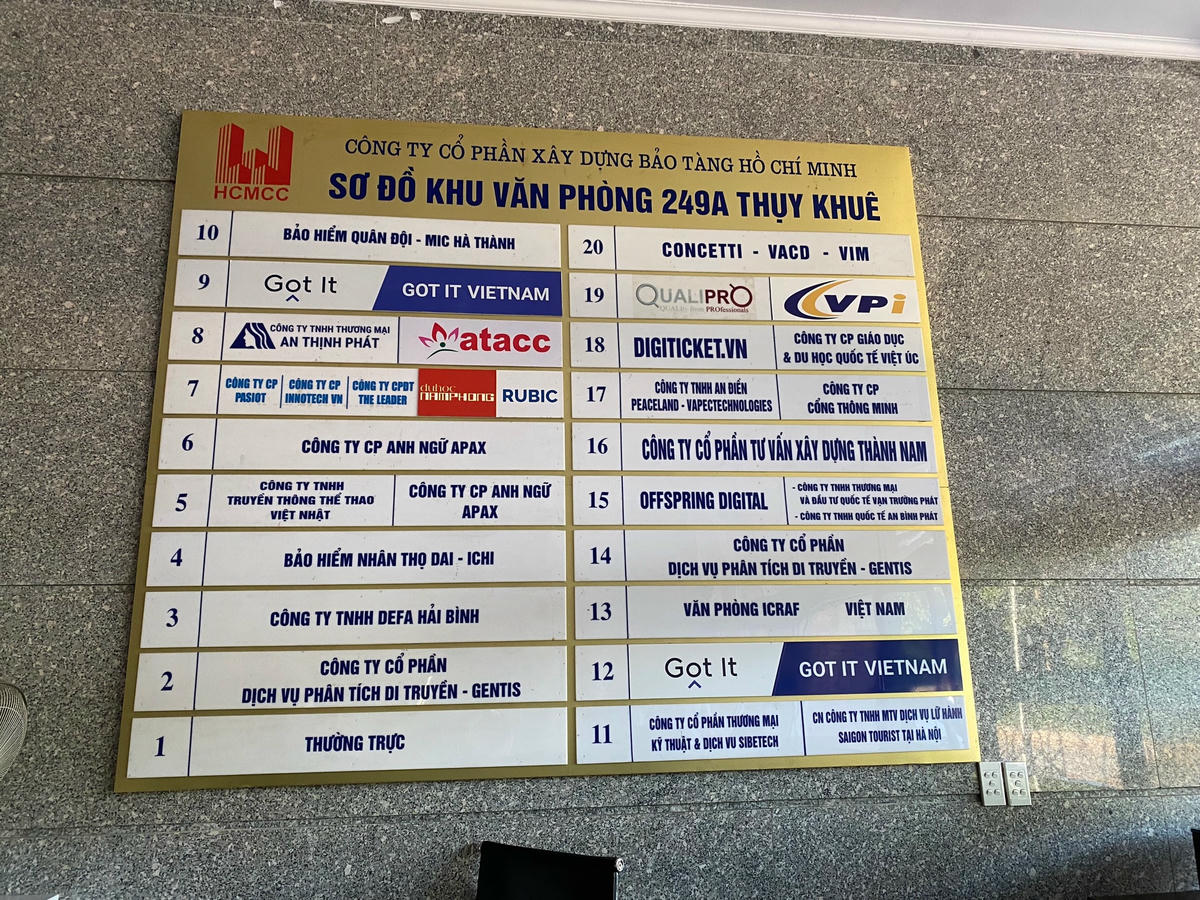 HCMCC
CÔNG TY CỔ PHẦN XÂY DỰNG BẢO TÀNG HỒ CHÍ MINH
SƠ ĐỒ KHU VĂN PHÒNG 249A THỤY KHUÊ
10
BẢO HIỂM QUÂN ĐỘI - MIC HÀ THÀNH
9
Got It
GOT IT VIETNAM
8
CÔNG TY TNHH THƯƠNG MẠI
AN THỊNH PHÁT
atacc
7
CÔNG TY CP
PASIOT
CÔNG TY CP
INNOTECH VN
CÔNG TY CPĐT
THE LEADER
duhoc
NAMPHONG
RUBIC
6
CÔNG TY CP ANH NGỮ APAX
5
CÔNG TY TNHH
TRUYỀN THÔNG THỂ THAO
VIỆT NHẬT
CÔNG TY CP ANH NGỮ
APAX
4
BẢO HIỂM NHÂN THỌ DAI - ICHI
3
CÔNG TY TNHH DEFA HẢI BÌNH
2
CÔNG TY CỔ PHẦN
DỊCH VỤ PHÂN TÍCH DI TRUYỀN - GENTIS
1
THƯỜNG TRỰC
20
CONCETTI - VACD - VIM
19
QUALIPRO
QUALity from PROfessionals
VPi
18
DIGITICKET.VN
CÔNG TY CP GIÁO DỤC
& DU HỌC QUỐC TẾ VIỆT ÚC
17
CÔNG TY TNHH AN ĐIỀN
PEACELAND - VAPECTECHNOLOGIES
CÔNG TY CP
CỔNG THÔNG MINH
16
CÔNG TY CỔ PHẦN TƯ VẤN XÂY DỰNG THÀNH NAM
15
OFFSPRING DIGITAL
- CÔNG TY TNHH THƯƠNG MẠI
VÀ ĐẦU TƯ QUỐC TẾ VẠN TRƯỜNG PHÁT
- CÔNG TY TNHH QUỐC TẾ AN BÌNH PHÁT
14
CÔNG TY CỔ PHẦN
DỊCH VỤ PHÂN TÍCH DI TRUYỀN - GENTIS
13
VĂN PHÒNG ICRAF VIỆT NAM
12
Got It
GOT IT VIETNAM
11
CÔNG TY CỔ PHẦN THƯƠNG MẠI
KỸ THUẬT & DỊCH VỤ SIBETECH
CN CÔNG TY TNHH MTV DỊCH VỤ LỮ HÀNH
SAIGON TOURIST TẠI HÀ NỘI